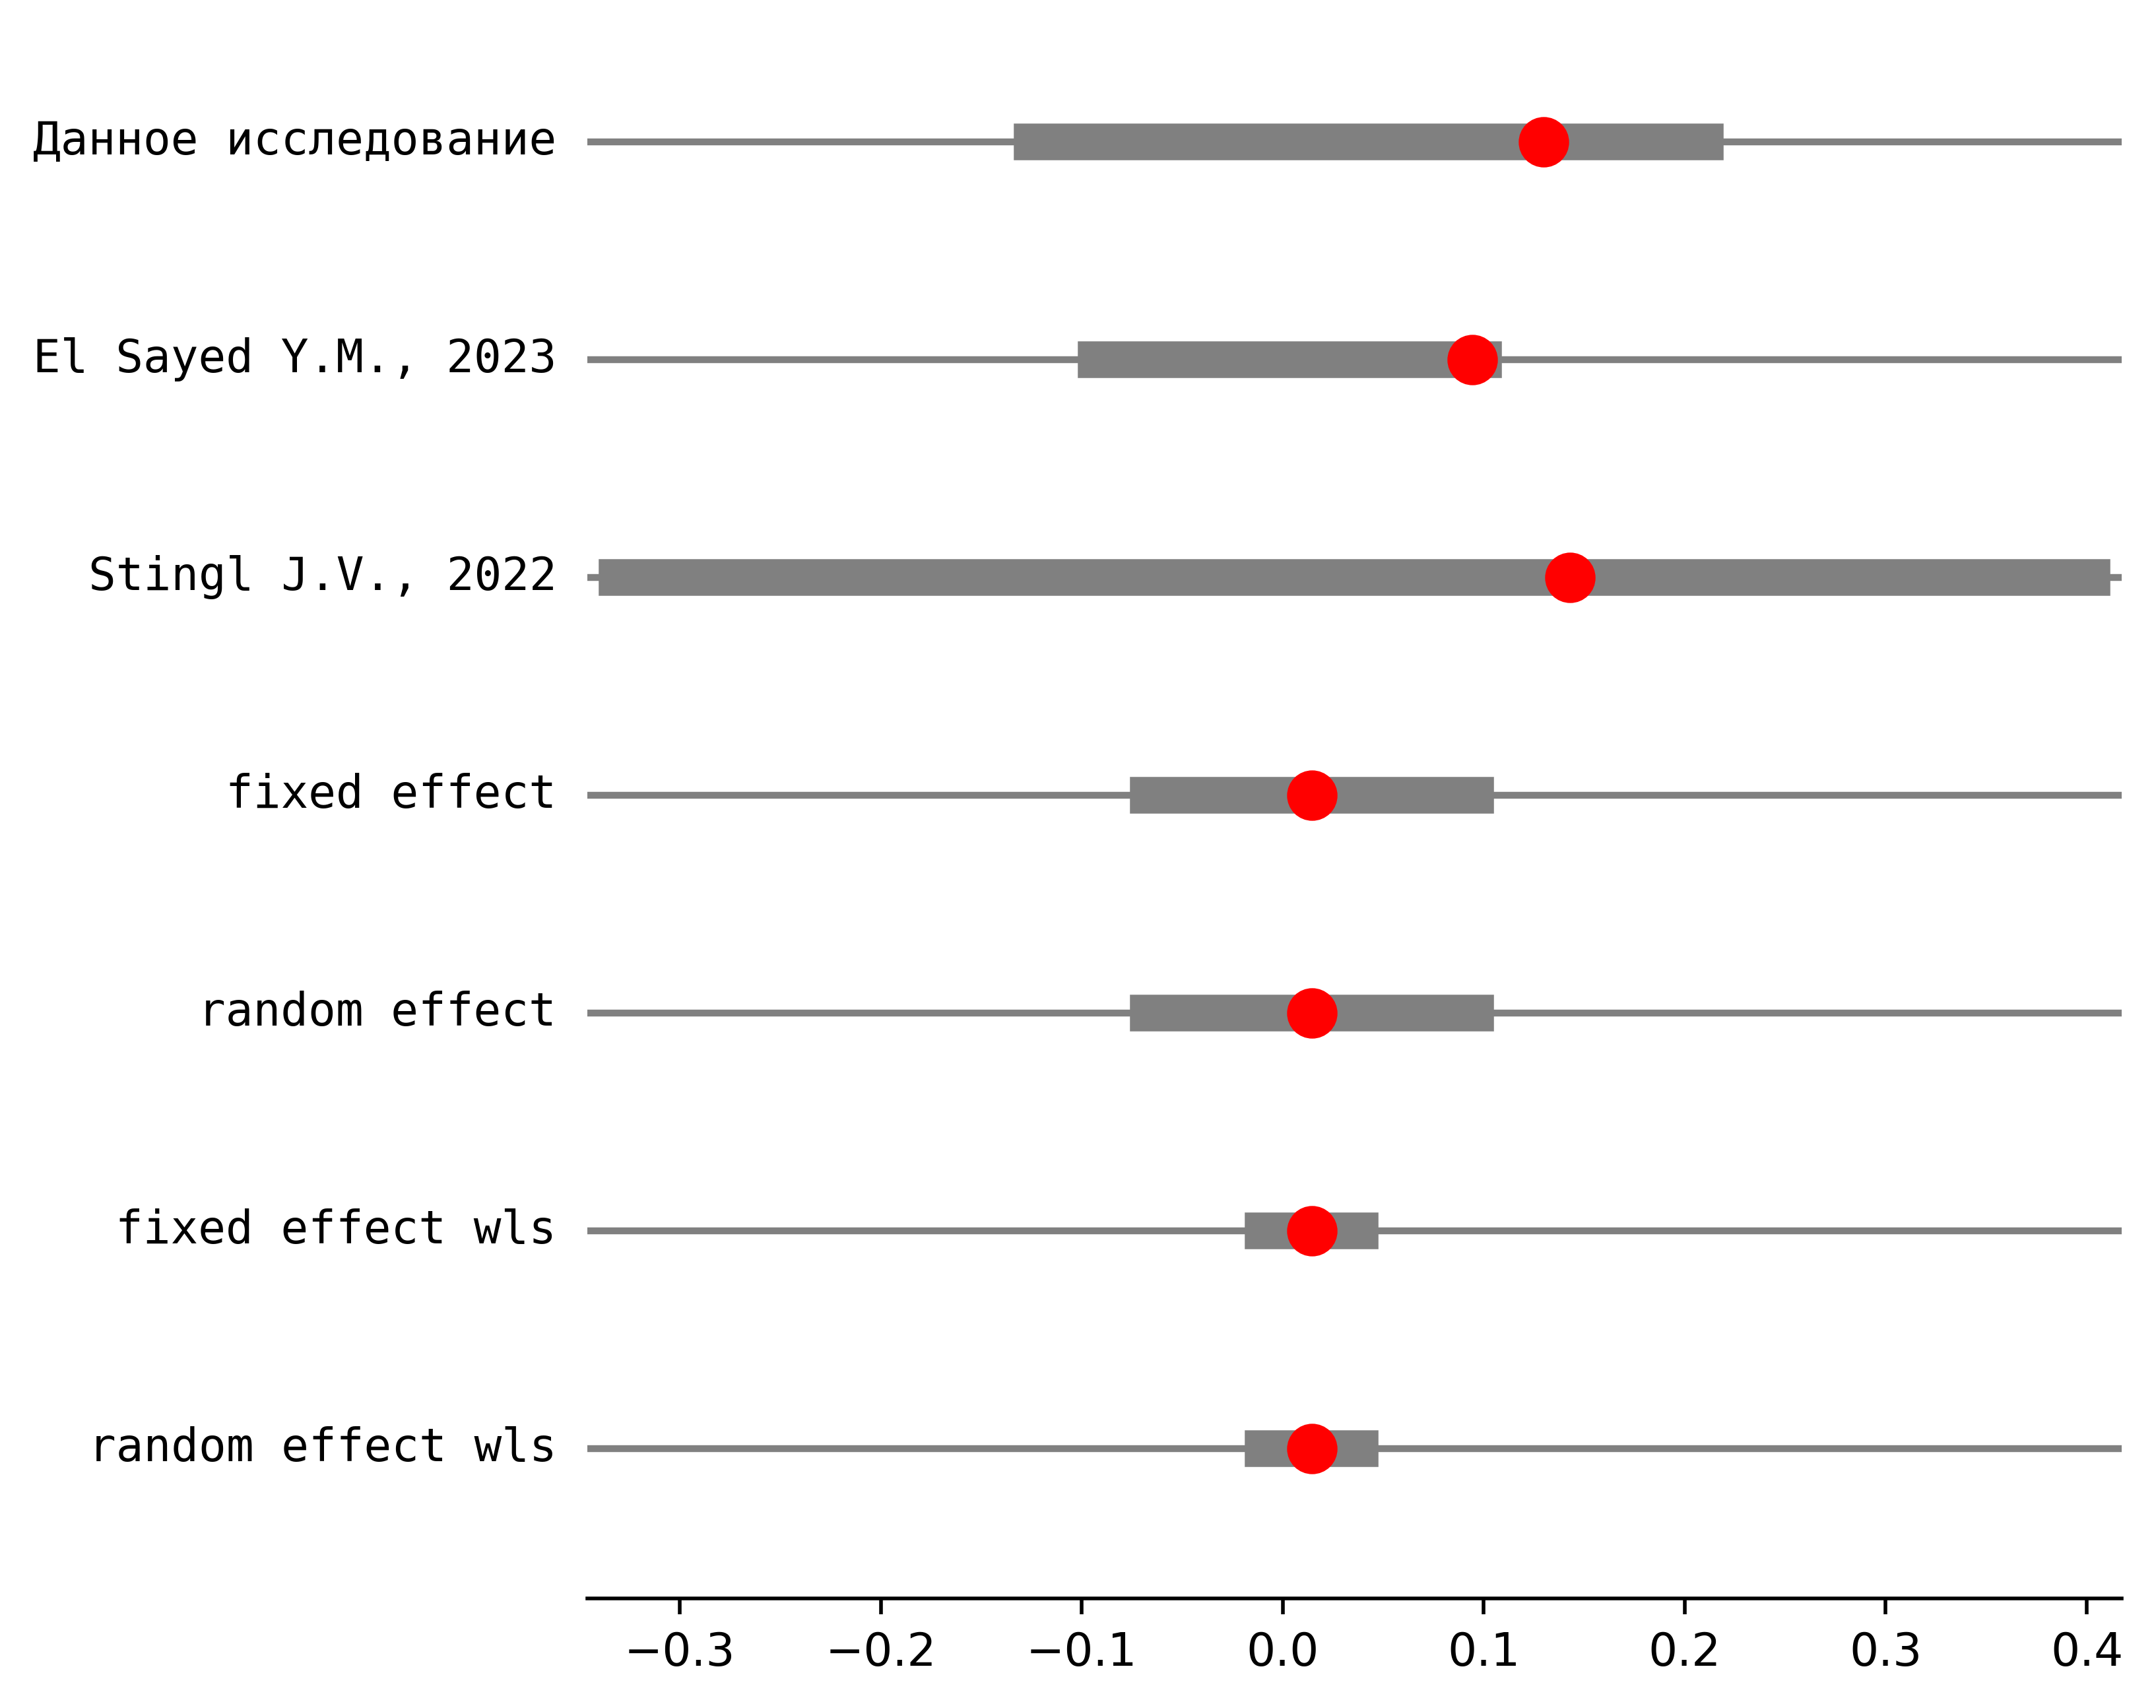 Данное исследование
El Sayed Y.M., 2023
Stingl J.V., 2022
fixed effect
random effect
fixed effect wls
random effect wls
−0.3 −0.2 −0.1 0.0 0.1 0.2 0.3 0.4